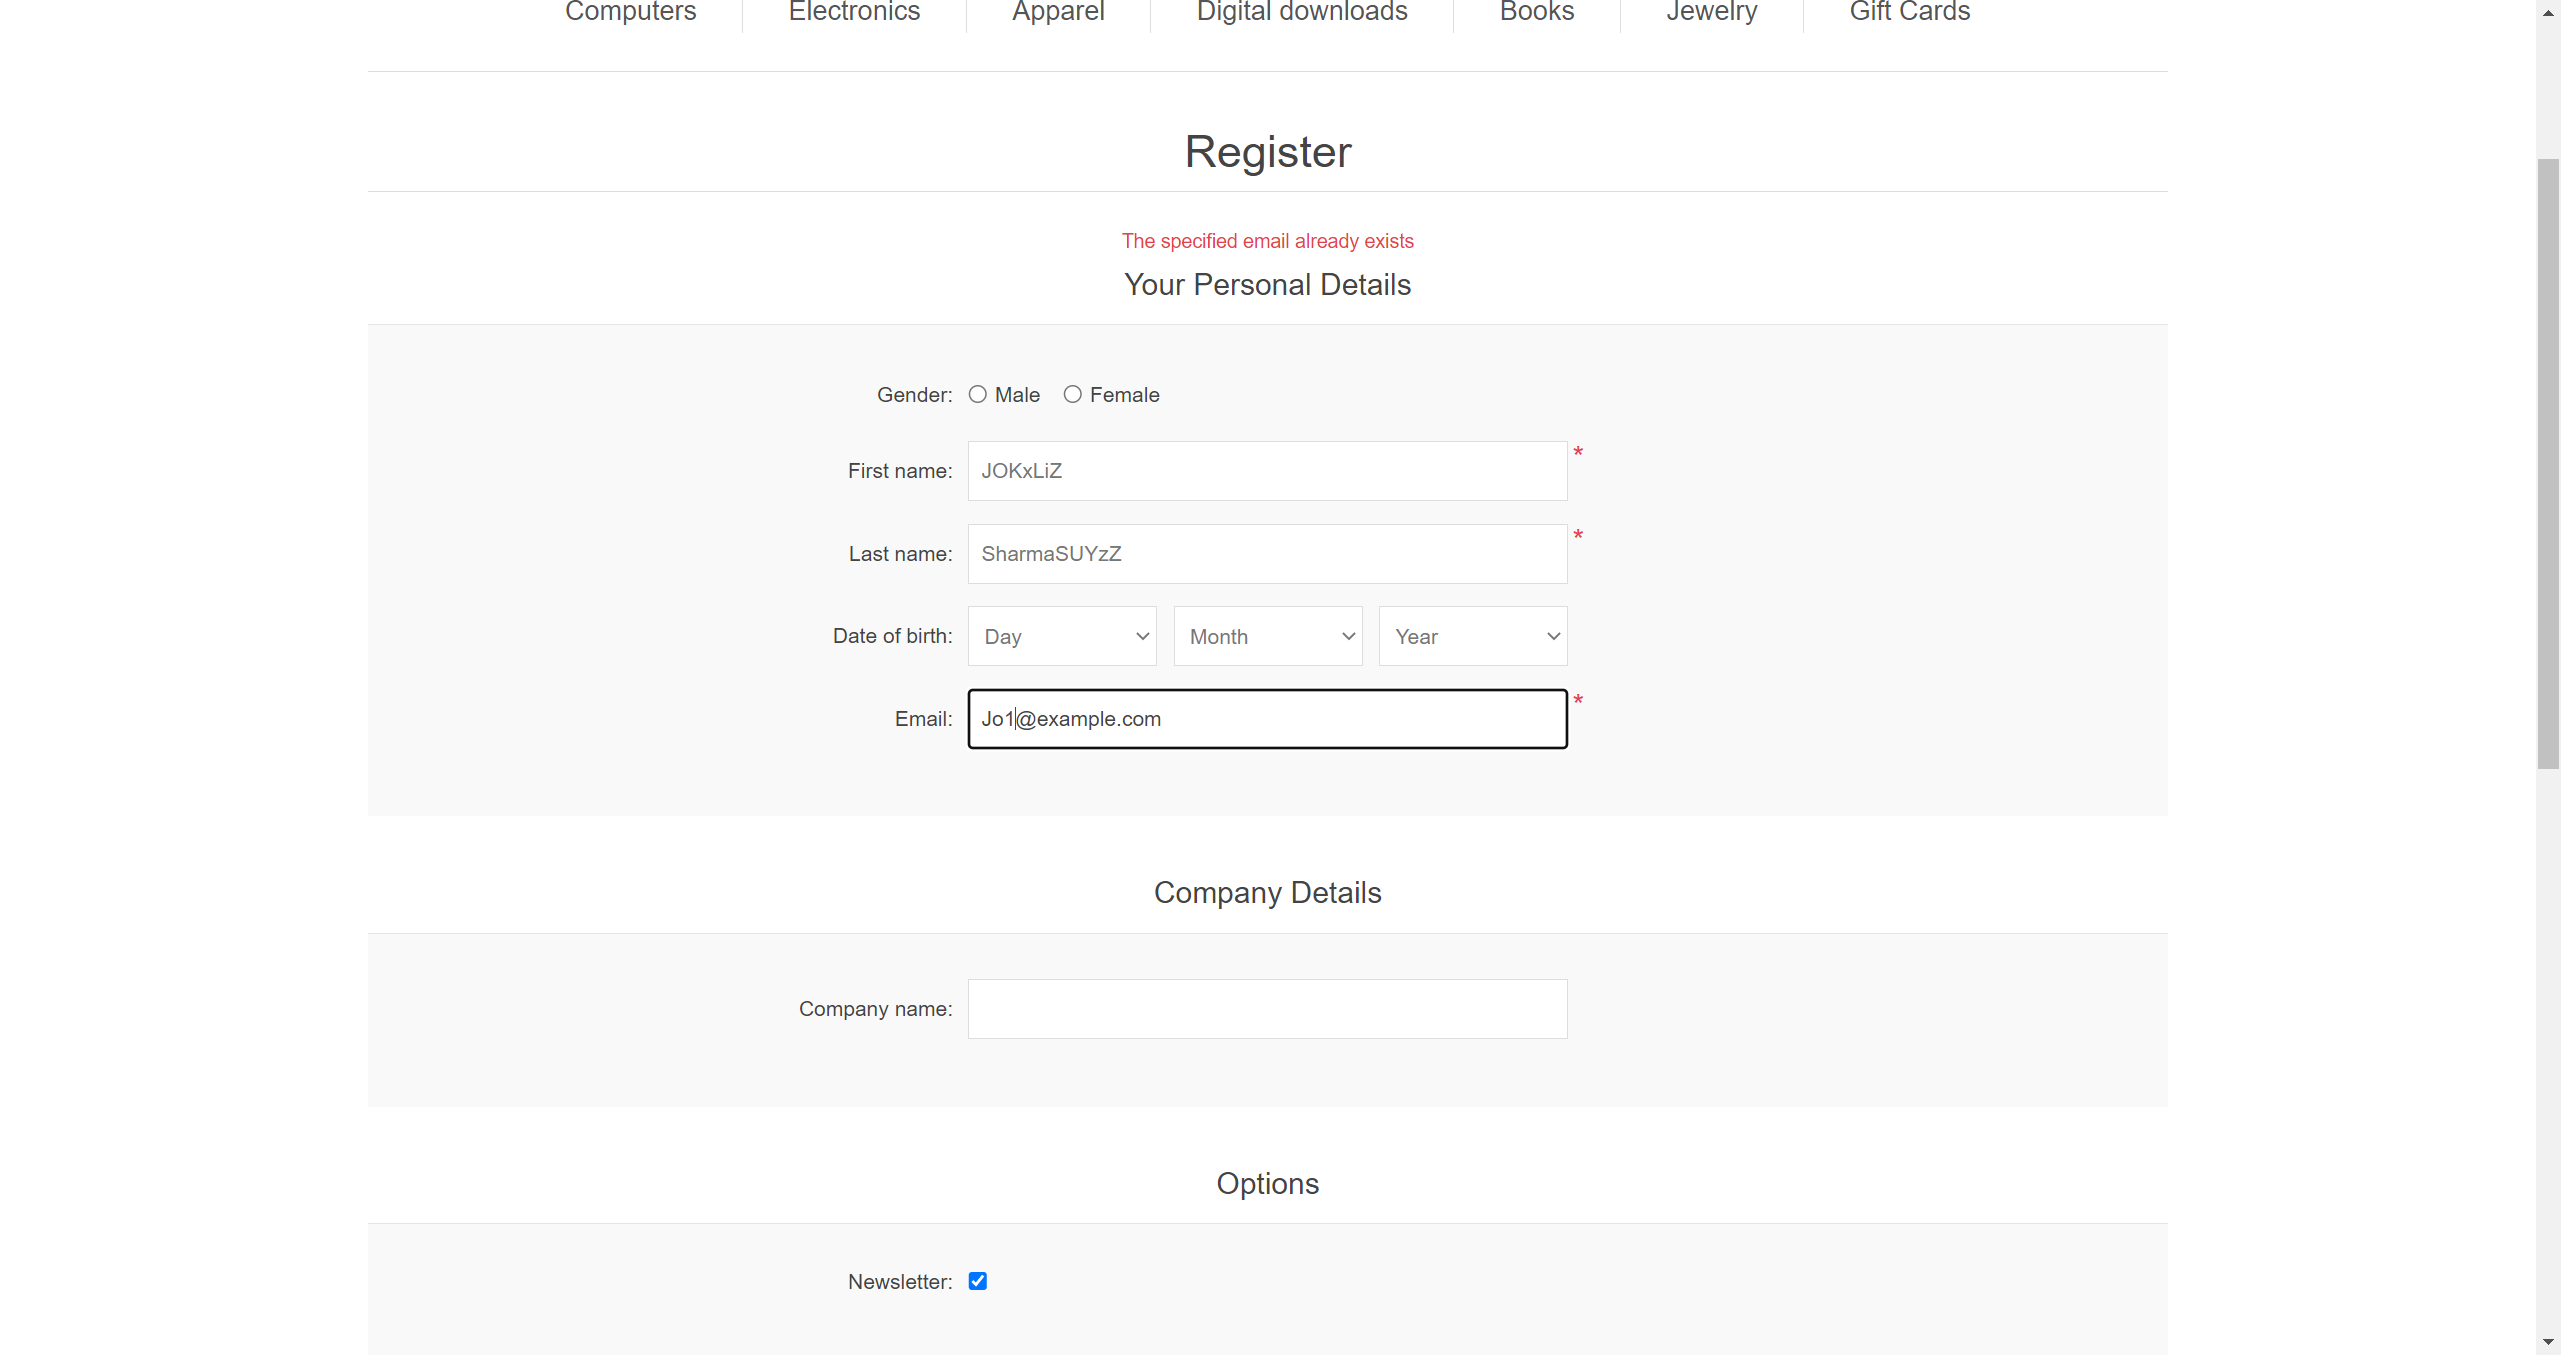 Computers Electronics Apparel Digital downloads Books Jewelry Gift Cards
Register
The specified email already exists
Your Personal Details
Gender: Male Female
First name: JOKxLiZ *
Last name: SharmaSUYzZ *
Date of birth: Day Month Year
Email: Jo1@example.com *
Company Details
Company name:
Options
Newsletter: